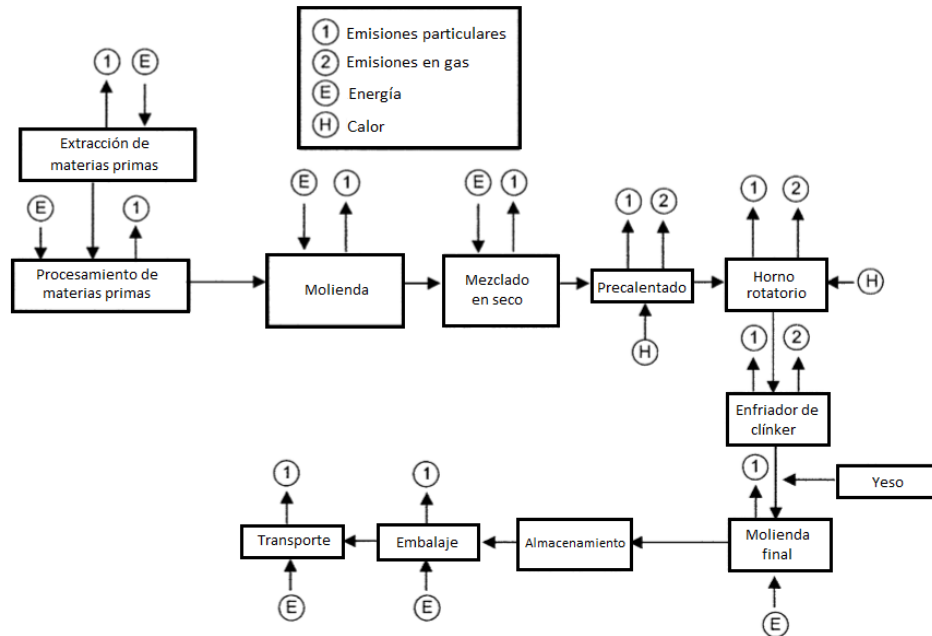 1 Emisiones particulares
2 Emisiones en gas
E Energía
H Calor
1 E
Extracción de
materias primas
E 1
Procesamiento de
materias primas
E 1
Molienda
E 1
Mezclado
en seco
1 2
Precalentado
H
1 2
Horno
rotatorio
H
1 2
Enfriador de
clínker
Yeso
1
Molienda
final
E
Almacenamiento
1
Embalaje
E
1
Transporte
E